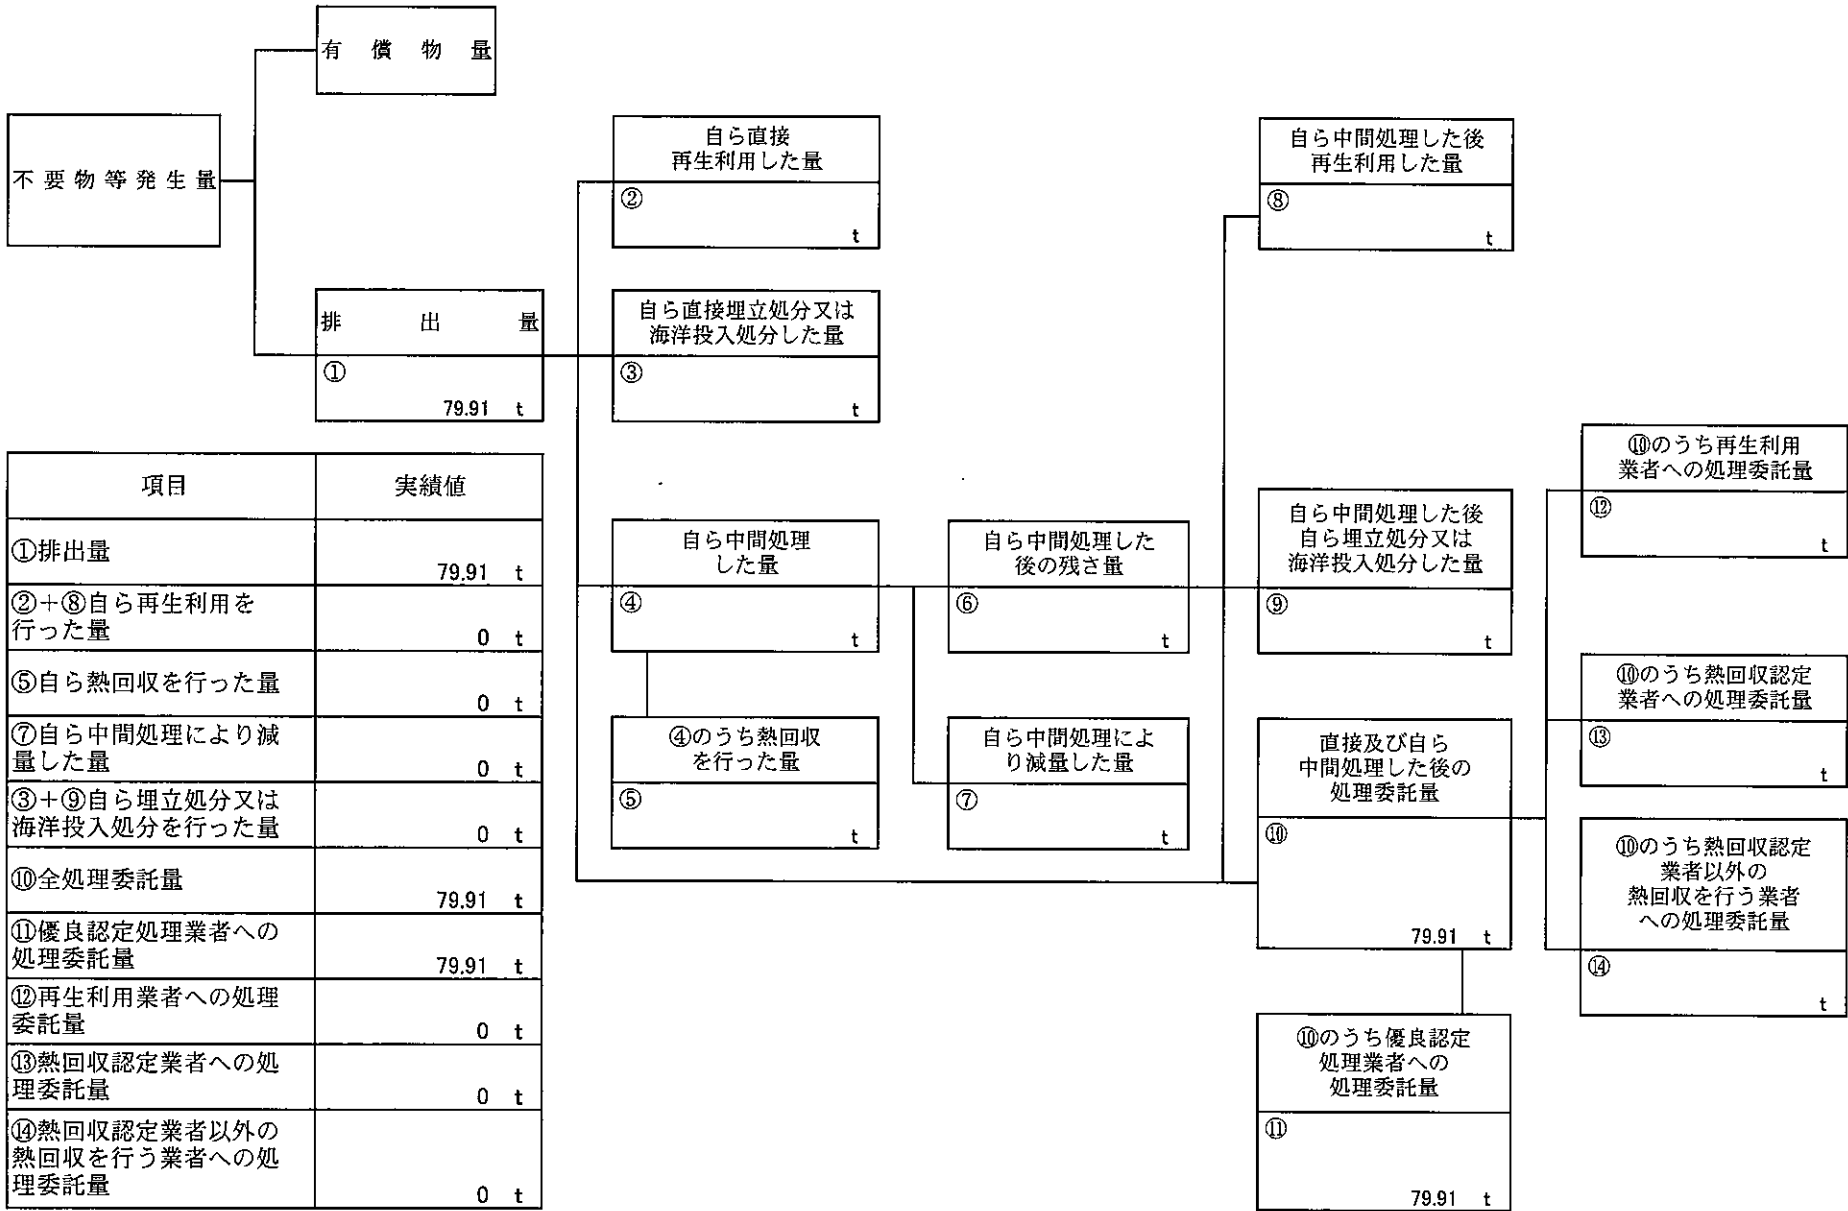 有償物量
不要物等発生量
自ら直接
再生利用した量
②
t
自ら中間処理した後
再生利用した量
⑧
t
排出量
①
79.91 t
自ら直接埋立処分又は
海洋投入処分した量
③
t
項目 実績値
①排出量
79.91 t
②+⑧自ら再生利用を
行った量
0 t
⑤自ら熱回収を行った量
0 t
⑦自ら中間処理により減
量した量
0 t
③+⑨自ら埋立処分又は
海洋投入処分を行った量
0 t
⑩全処理委託量
79.91 t
⑪優良認定処理業者への
処理委託量
79.91 t
⑫再生利用業者への処理
委託量
0 t
⑬熱回収認定業者への処
理委託量
0 t
⑭熱回収認定業者以外の
熱回収を行う業者への処
理委託量
0 t
自ら中間処理
した量
④
t
④のうち熱回収
を行った量
⑤
t
自ら中間処理した
後の残さ量
⑥
t
自ら中間処理によ
り減量した量
⑦
t
自ら中間処理した後
自ら埋立処分又は
海洋投入処分した量
⑨
t
直接及び自ら
中間処理した後の
処理委託量
⑩
79.91 t
⑩のうち優良認定
処理業者への
処理委託量
⑪
79.91 t
⑩のうち再生利用
業者への処理委託量
⑫
t
⑩のうち熱回収認定
業者への処理委託量
⑬
t
⑩のうち熱回収認定
業者以外の
熱回収を行う業者
への処理委託量
⑭
t